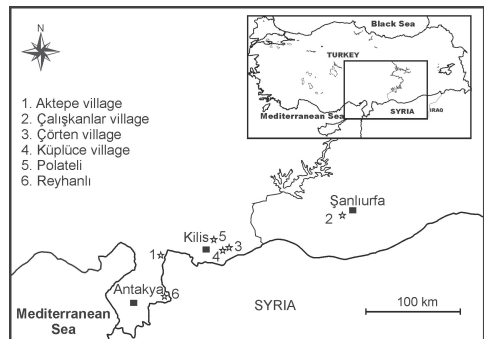 N
1. Aktepe village
2. Çalışkanlar village
3. Çörten village
4. Küplüce village
5. Polateli
6. Reyhanlı
Black Sea
TURKEY
Mediterranean Sea
SYRIA
IRAQ
Şanlıurfa
2
Kilis
5
3
4
1
Antakya
6
Mediterranean
Sea
SYRIA
100 km